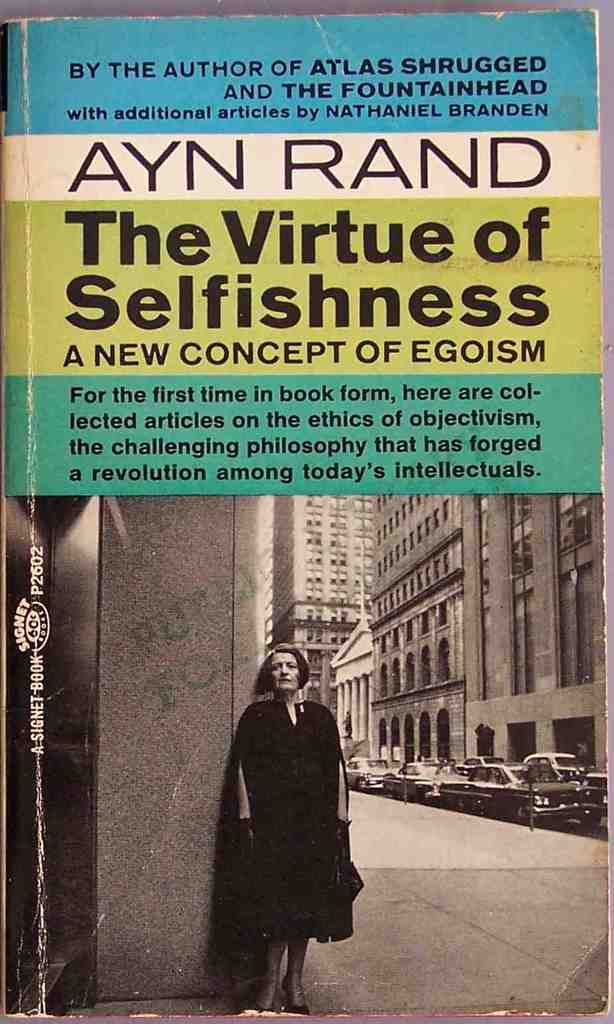 BY THE AUTHOR OF ATLAS SHRUGGED
AND THE FOUNTAINHEAD
with additional articles by NATHANIEL BRANDEN
AYN RAND
The Virtue of
Selfishness
A NEW CONCEPT OF EGOISM
For the first time in book form, here are col-
lected articles on the ethics of objectivism,
the challenging philosophy that has forged
a revolution among today's intellectuals.
SIGNET
BOOKS
A SIGNET BOOK P2602